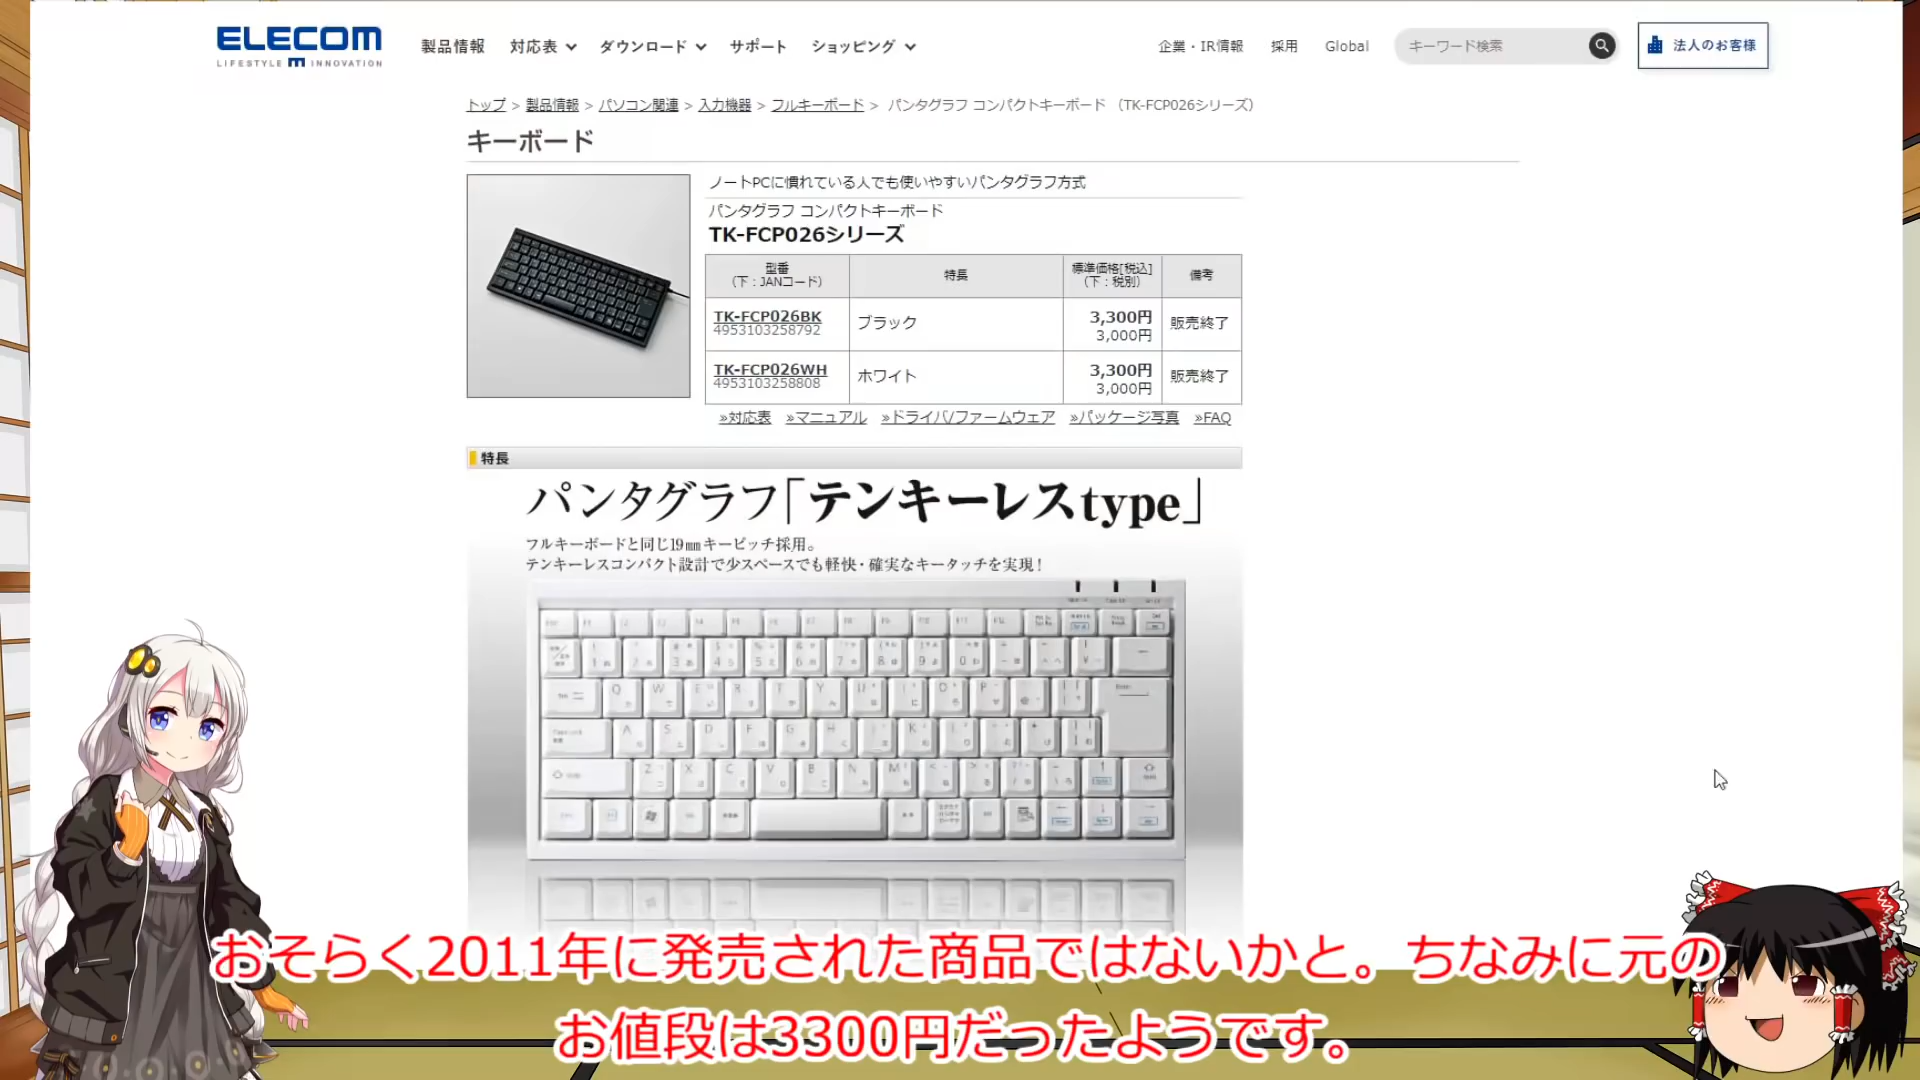 ELECOM
LIFESTYLE INNOVATION
製品情報 対応表 ダウンロード サポート ショッピング
企業・IR情報 採用 Global キーワード検索 法人のお客様
トップ > 製品情報 > パソコン関連 > 入力機器 > フルキーボード > パンタグラフ コンパクトキーボード （TK-FCP026シリーズ）
キーボード
ノートPCに慣れている人でも使いやすいパンタグラフ方式
パンタグラフ コンパクトキーボード
TK-FCP026シリーズ
型番 （下：JANコード） 特長 標準価格[税込] （下：税別） 備考
TK-FCP026BK 4953103258792 ブラック 3,300円 3,000円 販売終了
TK-FCP026WH 4953103258808 ホワイト 3,300円 3,000円 販売終了
»対応表 »マニュアル »ドライバ/ファームウェア »パッケージ写真 »FAQ
特長
パンタグラフ「テンキーレスtype」
フルキーボードと同じ19㎜キーピッチ採用。
テンキーレスコンパクト設計で少スペースでも軽快・確実なキータッチを実現！
おそらく2011年に発売された商品ではないかと。ちなみに元の
お値段は3300円だったようです。